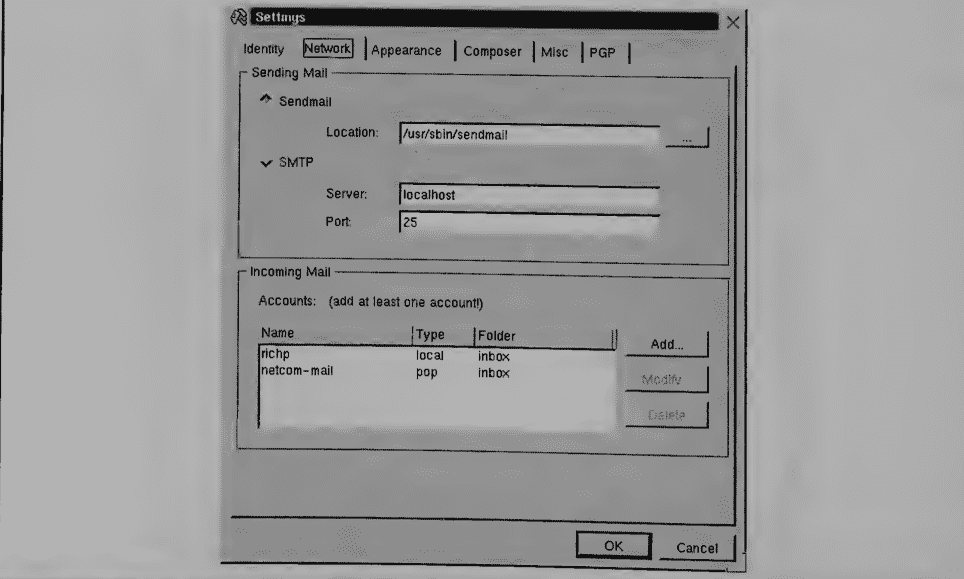 Settings
Identity Network Appearance Composer Misc PGP
Sending Mail
Sendmail
Location: /usr/sbin/sendmail ...
SMTP
Server: localhost
Port: 25
Incoming Mail
Accounts: (add at least one account!)
Name Type Folder
Add...
richp local inbox
netcom-mail pop inbox
Modify
Delete
OK Cancel